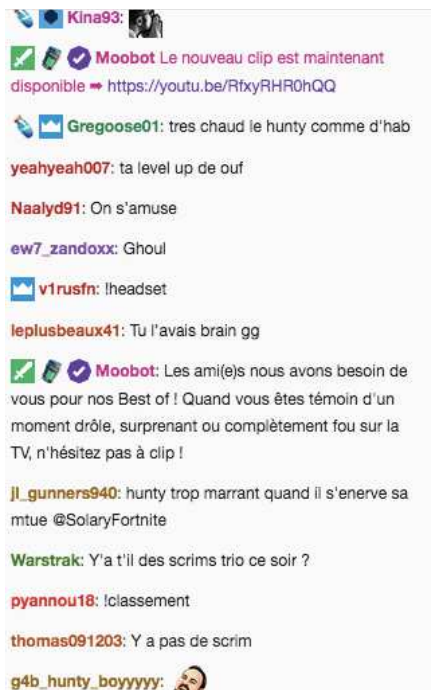 Kina93:
Moobot Le nouveau clip est maintenant
disponible ➡ https://youtu.be/RfxyRHR0hQQ
Gregoose01: tres chaud le hunty comme d'hab
yeahyeah007: ta level up de ouf
Naalyd91: On s'amuse
ew7_zandoxx: Ghoul
v1rusfn: !headset
leplusbeaux41: Tu l'avais brain gg
Moobot: Les ami(e)s nous avons besoin de
vous pour nos Best of ! Quand vous êtes témoin d'un
moment drôle, surprenant ou complètement fou sur la
TV, n'hésitez pas à clip !
jl_gunners940: hunty trop marrant quand il s'enerve sa
mtue @SolaryFortnite
Warstrak: Y'a t'il des scrims trio ce soir ?
pyannou18: !classement
thomas091203: Y a pas de scrim
g4b_hunty_boyyyyy: